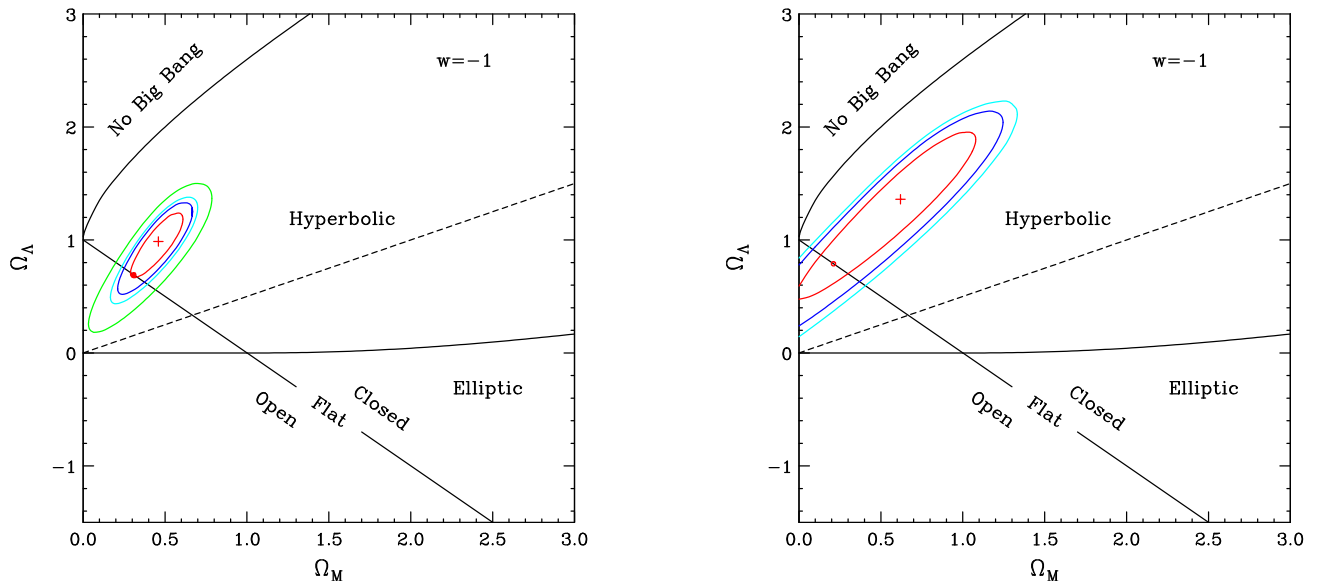 3
2
1
0
−1
0.0
0.5
1.0
1.5
2.0
2.5
3.0
Ω_Λ
Ω_M
No Big Bang
w=−1
Hyperbolic
Elliptic
Open
Flat
Closed
3
2
1
0
−1
0.0
0.5
1.0
1.5
2.0
2.5
3.0
Ω_Λ
Ω_M
No Big Bang
w=−1
Hyperbolic
Elliptic
Open
Flat
Closed